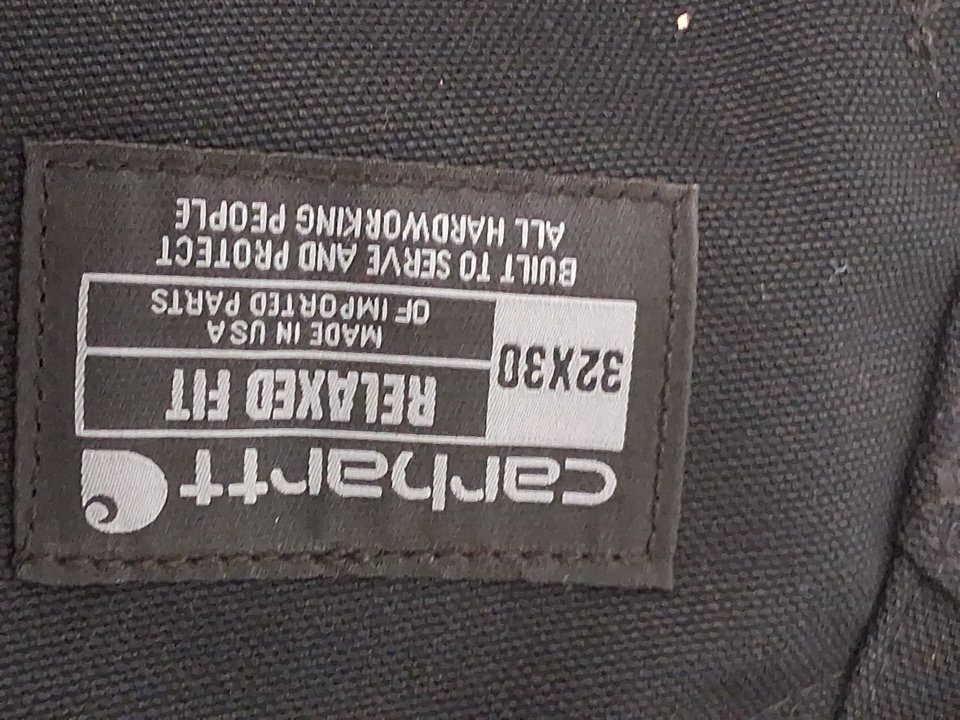 carhartt
32X30
RELAXED FIT
MADE IN USA
OF IMPORTED PARTS
BUILT TO SERVE AND PROTECT
ALL HARDWORKING PEOPLE